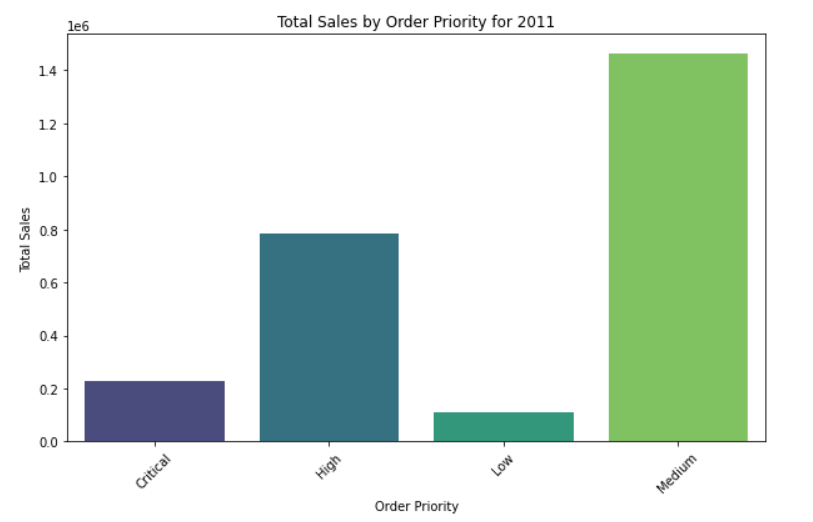 Total Sales by Order Priority for 2011
1e6
1.4
1.2
1.0
0.8
0.6
0.4
0.2
0.0
Total Sales
Critical
High
Low
Medium
Order Priority